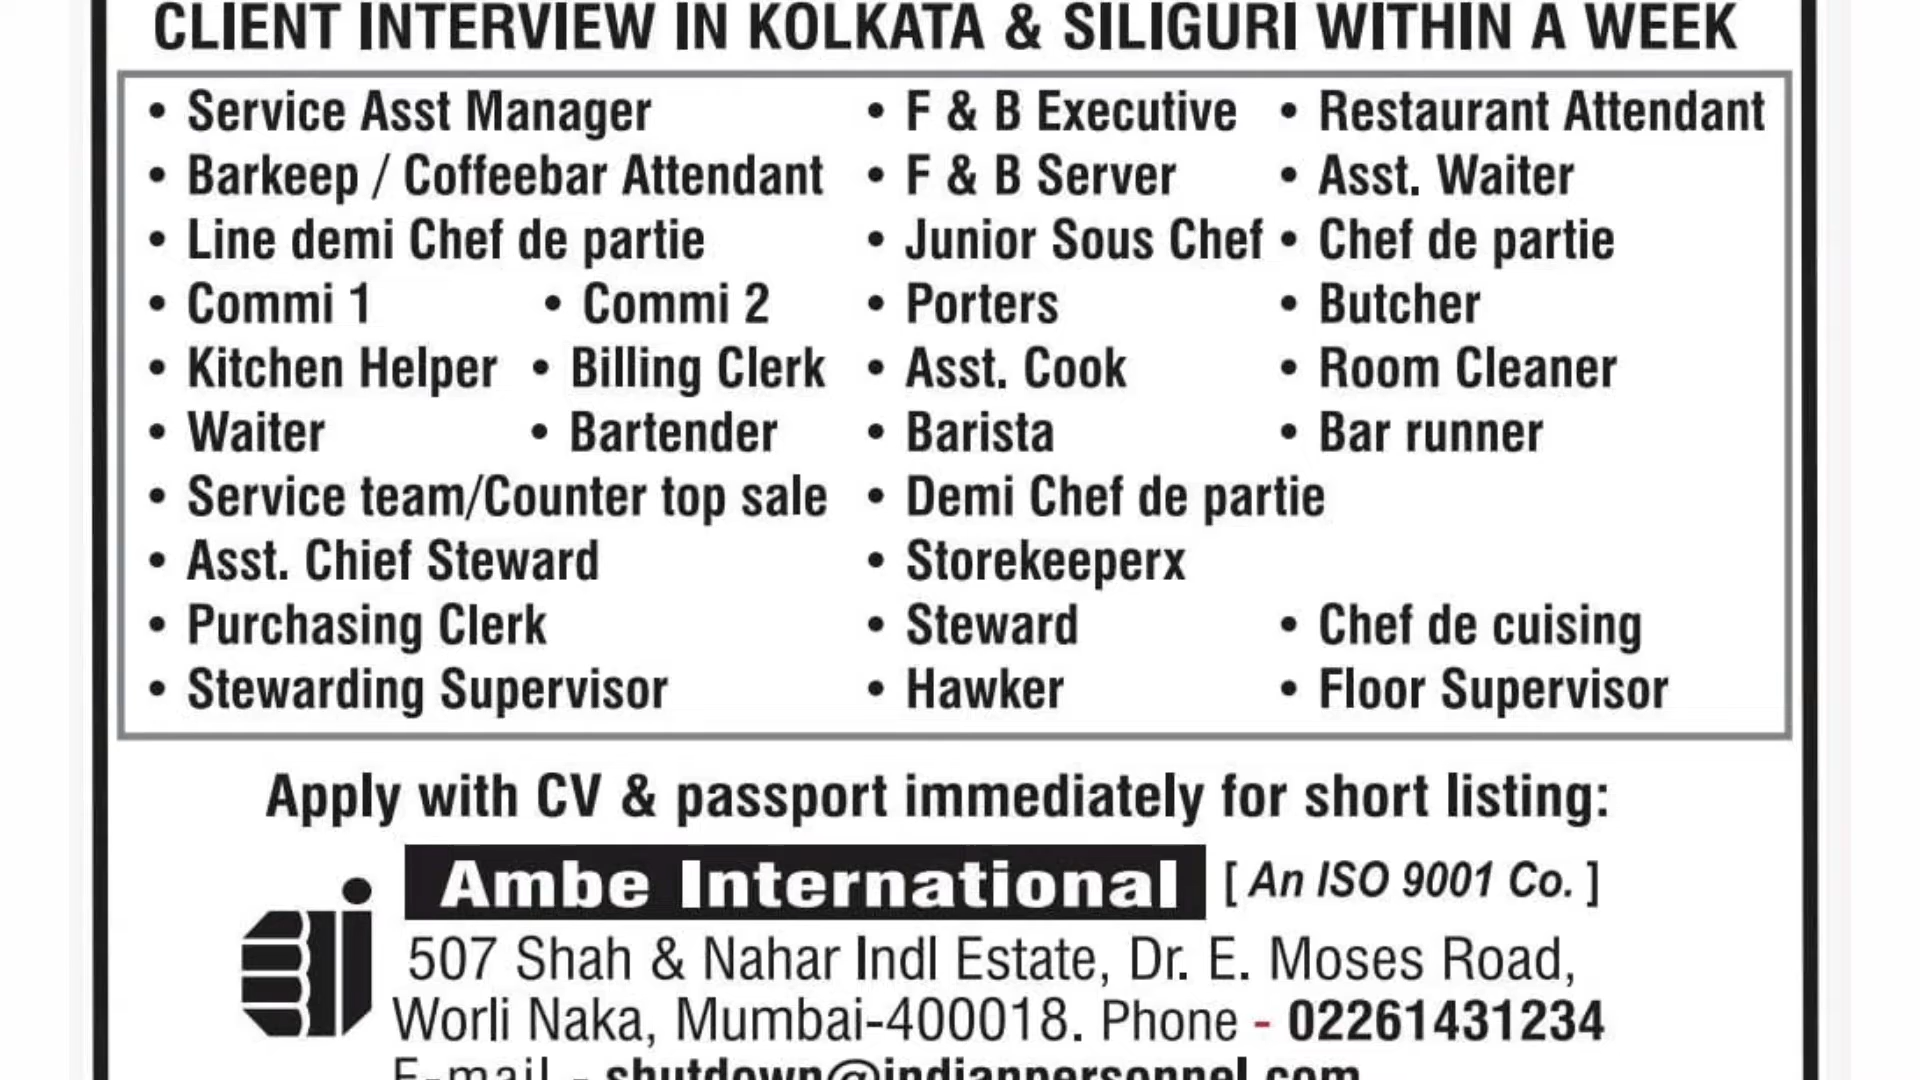 CLIENT INTERVIEW IN KOLKATA & SILIGURI WITHIN A WEEK
• Service Asst Manager • F & B Executive • Restaurant Attendant
• Barkeep / Coffeebar Attendant • F & B Server • Asst. Waiter
• Line demi Chef de partie • Junior Sous Chef • Chef de partie
• Commi 1 • Commi 2 • Porters • Butcher
• Kitchen Helper • Billing Clerk • Asst. Cook • Room Cleaner
• Waiter • Bartender • Barista • Bar runner
• Service team/Counter top sale • Demi Chef de partie
• Asst. Chief Steward • Storekeeperx
• Purchasing Clerk • Steward • Chef de cuising
• Stewarding Supervisor • Hawker • Floor Supervisor
Apply with CV & passport immediately for short listing:
Ambe International [ An ISO 9001 Co. ]
507 Shah & Nahar Indl Estate, Dr. E. Moses Road,
Worli Naka, Mumbai-400018. Phone - 02261431234
E-mail - shutdown@indianpersonnel.com